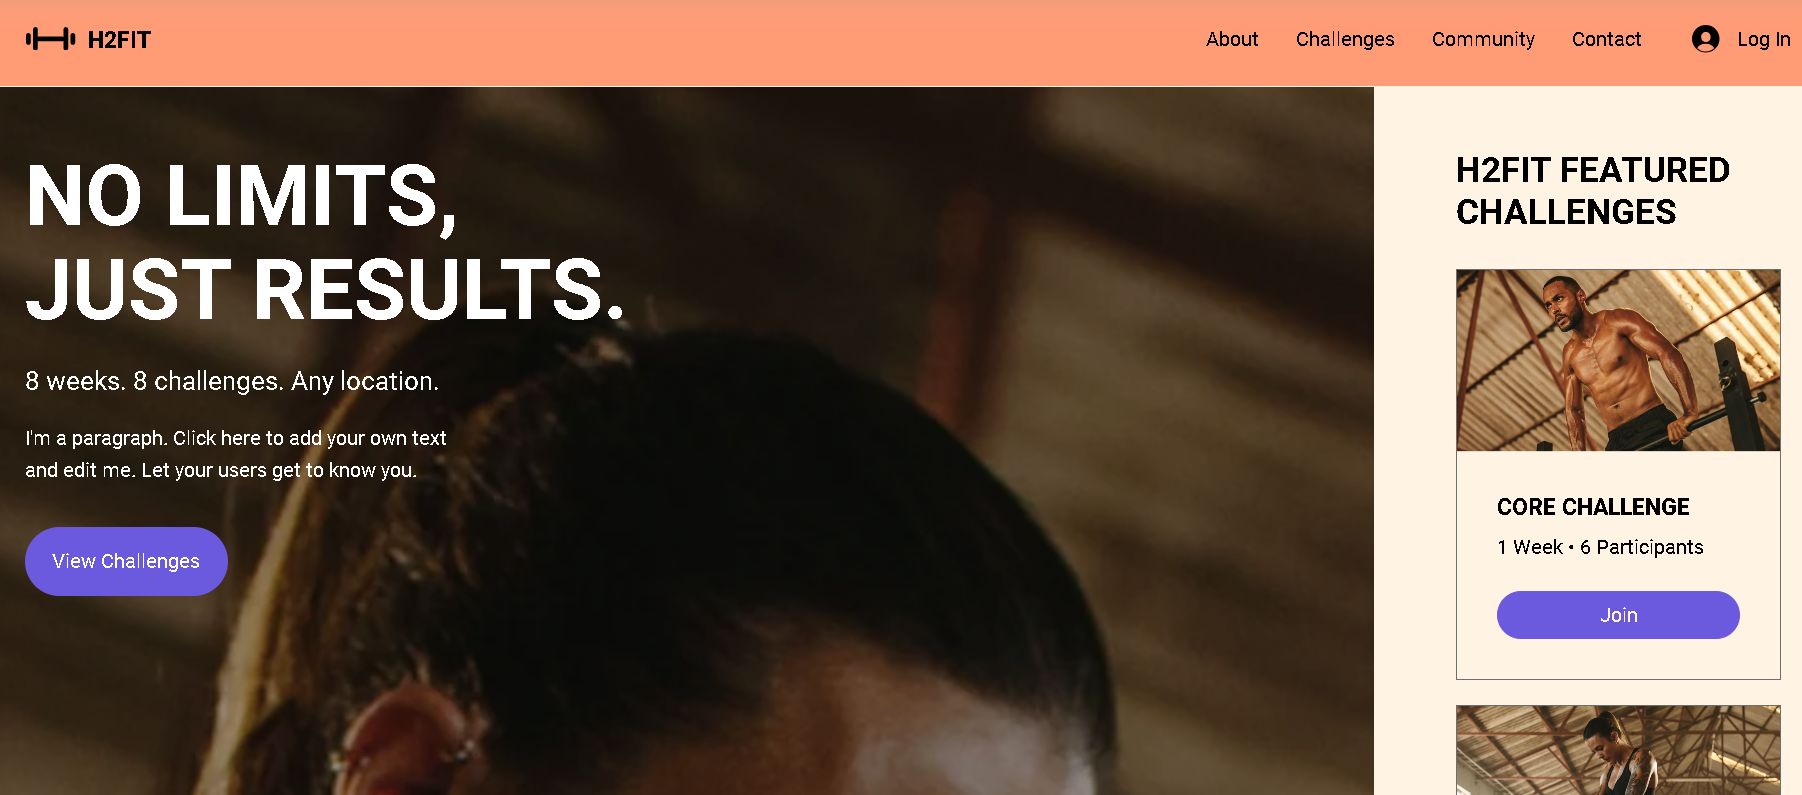 H2FIT
About
Challenges
Community
Contact
Log In
NO LIMITS,
JUST RESULTS.
8 weeks. 8 challenges. Any location.
I'm a paragraph. Click here to add your own text
and edit me. Let your users get to know you.
View Challenges
H2FIT FEATURED
CHALLENGES
CORE CHALLENGE
1 Week • 6 Participants
Join